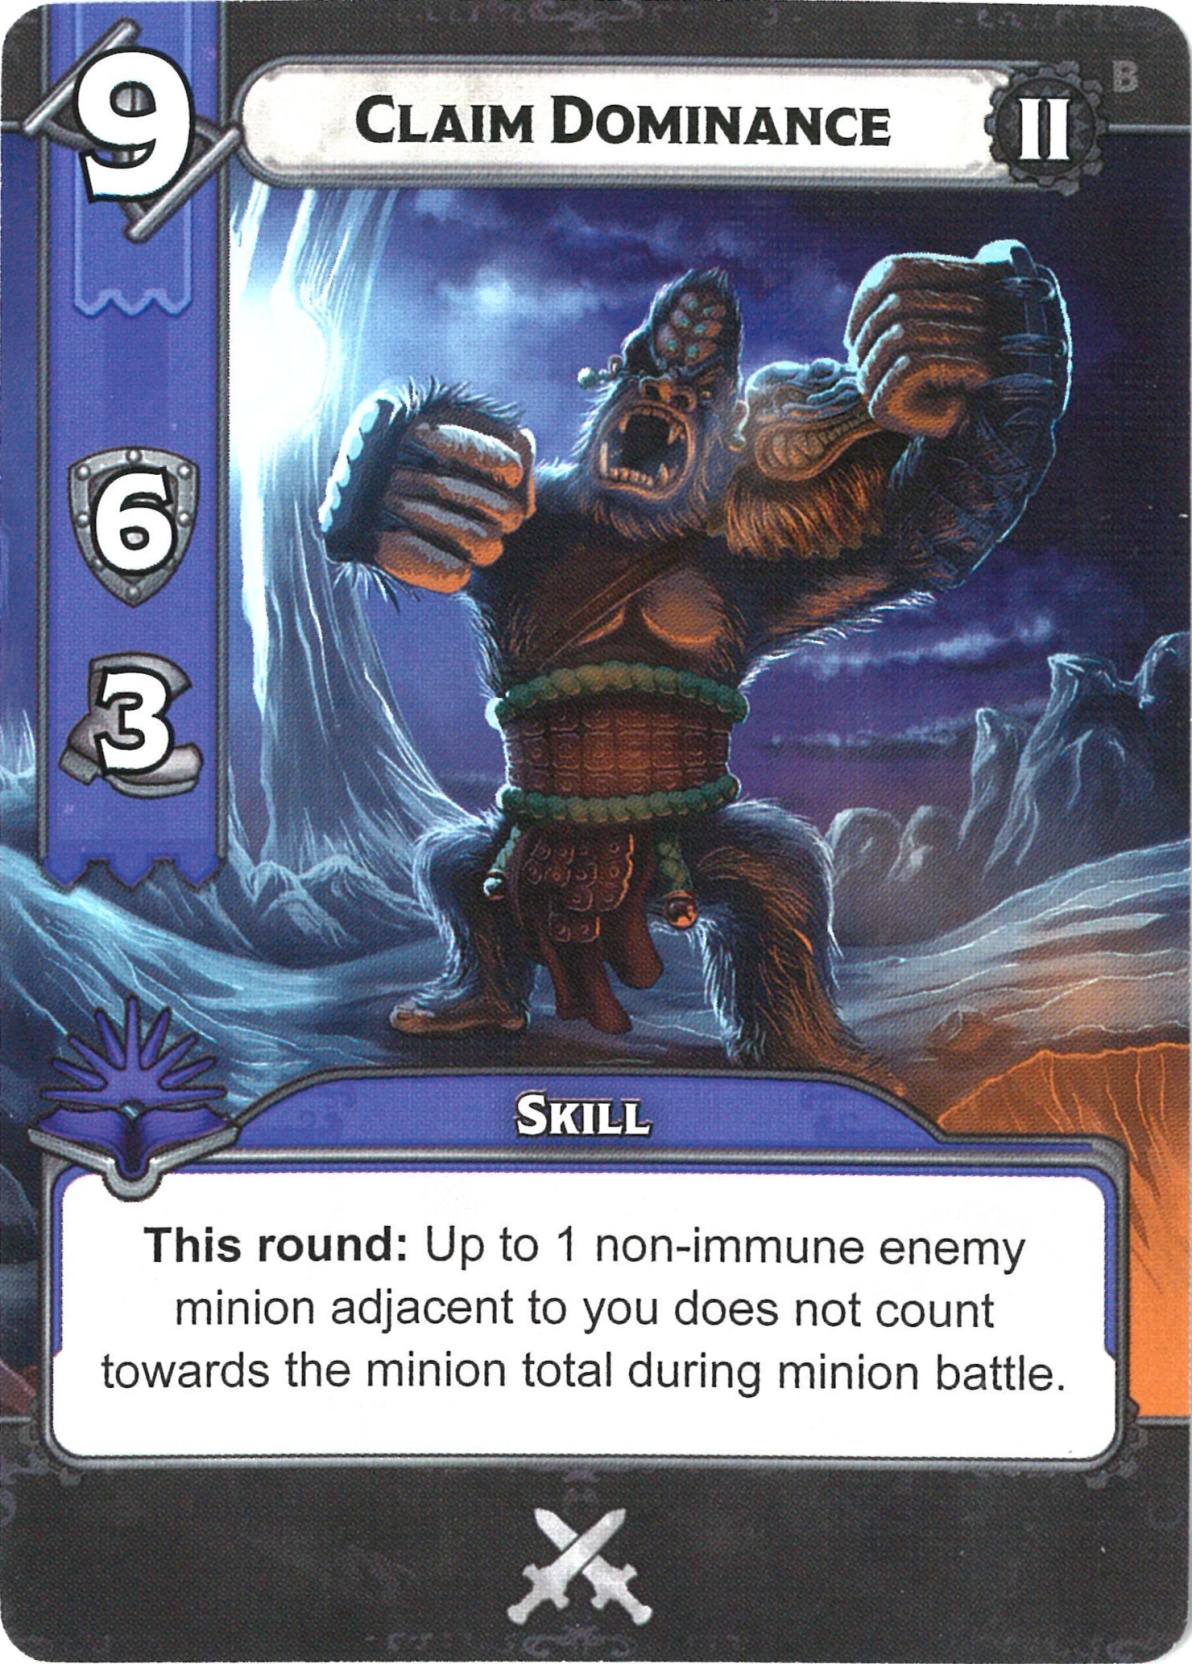 9
CLAIM DOMINANCE
II
B
6
3
SKILL
This round: Up to 1 non-immune enemy
minion adjacent to you does not count
towards the minion total during minion battle.